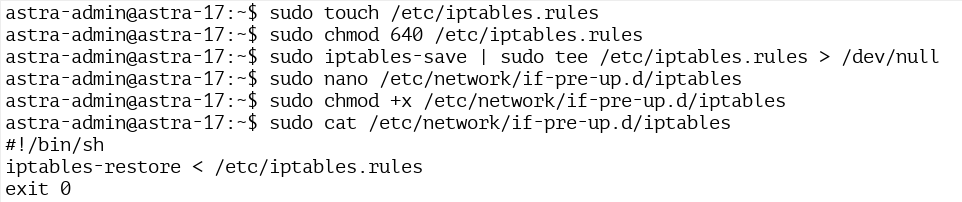 astra-admin@astra-17:~$ sudo touch /etc/iptables.rules
astra-admin@astra-17:~$ sudo chmod 640 /etc/iptables.rules
astra-admin@astra-17:~$ sudo iptables-save | sudo tee /etc/iptables.rules > /dev/null
astra-admin@astra-17:~$ sudo nano /etc/network/if-pre-up.d/iptables
astra-admin@astra-17:~$ sudo chmod +x /etc/network/if-pre-up.d/iptables
astra-admin@astra-17:~$ sudo cat /etc/network/if-pre-up.d/iptables
#!/bin/sh
iptables-restore < /etc/iptables.rules
exit 0